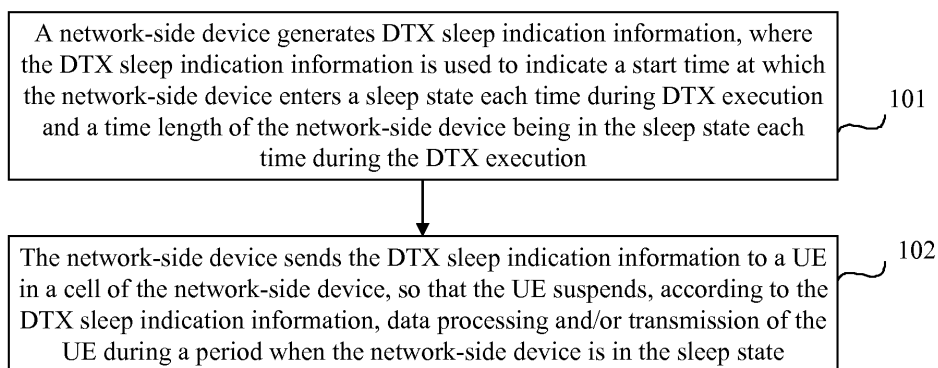 A network-side device generates DTX sleep indication information, where
the DTX sleep indication information is used to indicate a start time at which
the network-side device enters a sleep state each time during DTX execution
and a time length of the network-side device being in the sleep state each
time during the DTX execution
101
The network-side device sends the DTX sleep indication information to a UE
in a cell of the network-side device, so that the UE suspends, according to the
DTX sleep indication information, data processing and/or transmission of the
UE during a period when the network-side device is in the sleep state
102